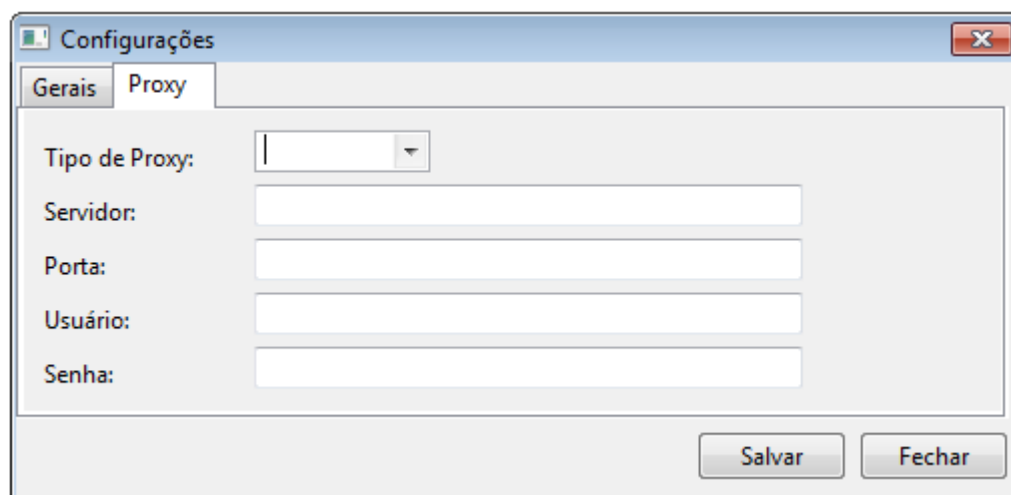 Configurações
Gerais Proxy
Tipo de Proxy:
Servidor:
Porta:
Usuário:
Senha:
Salvar Fechar